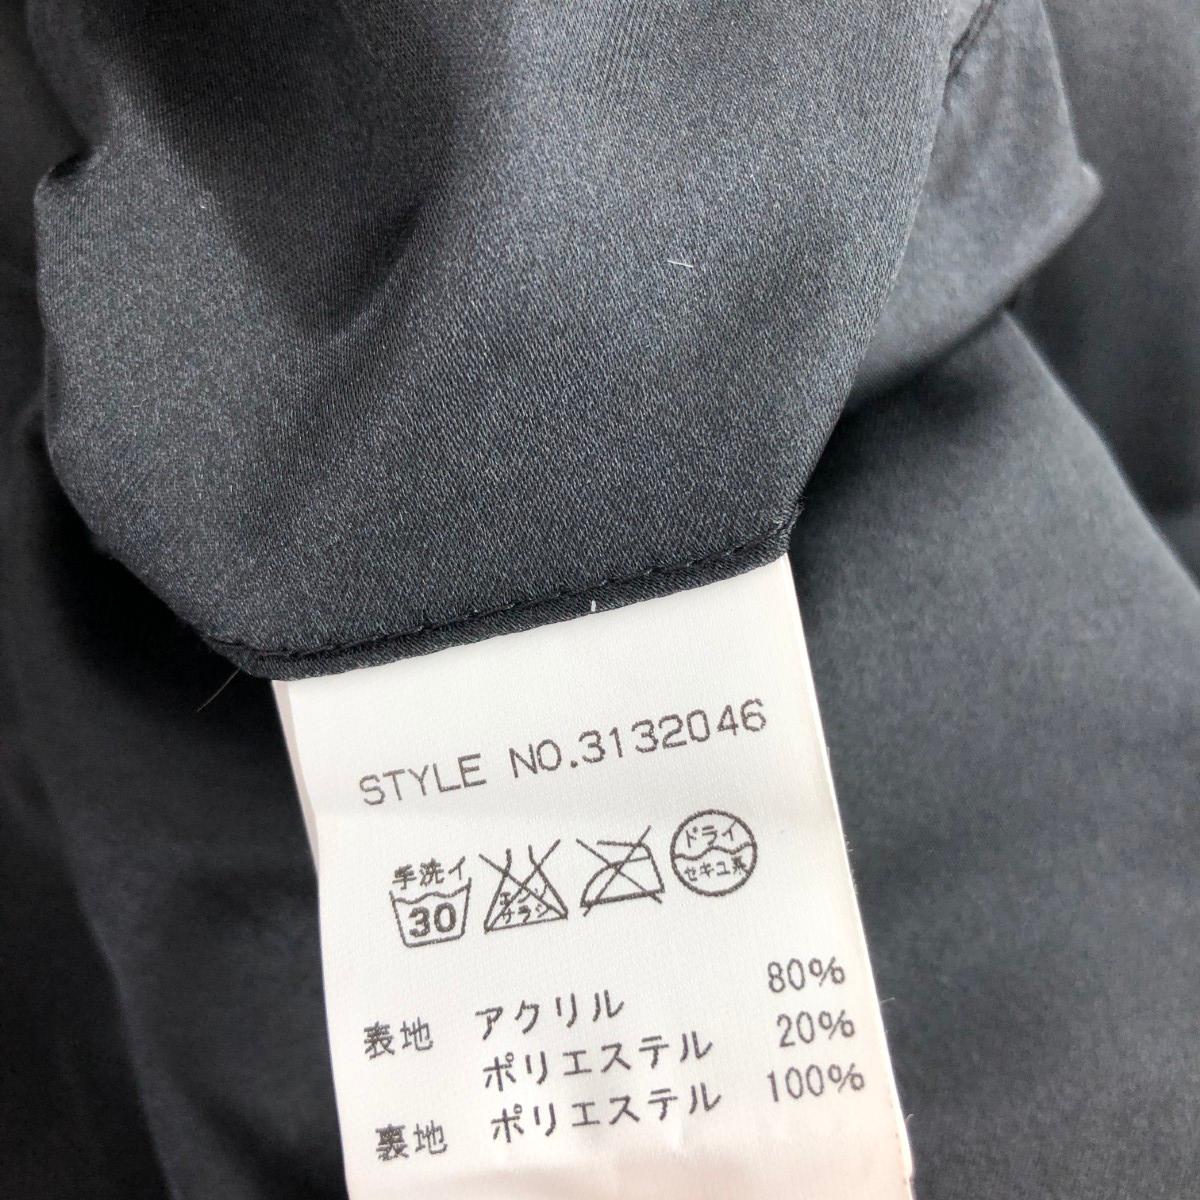 STYLE NO.3132046
手洗イ
30
エンソ
サラシ
ドライ
セキユ系
表地 アクリル 80%
ポリエステル 20%
裏地 ポリエステル 100%